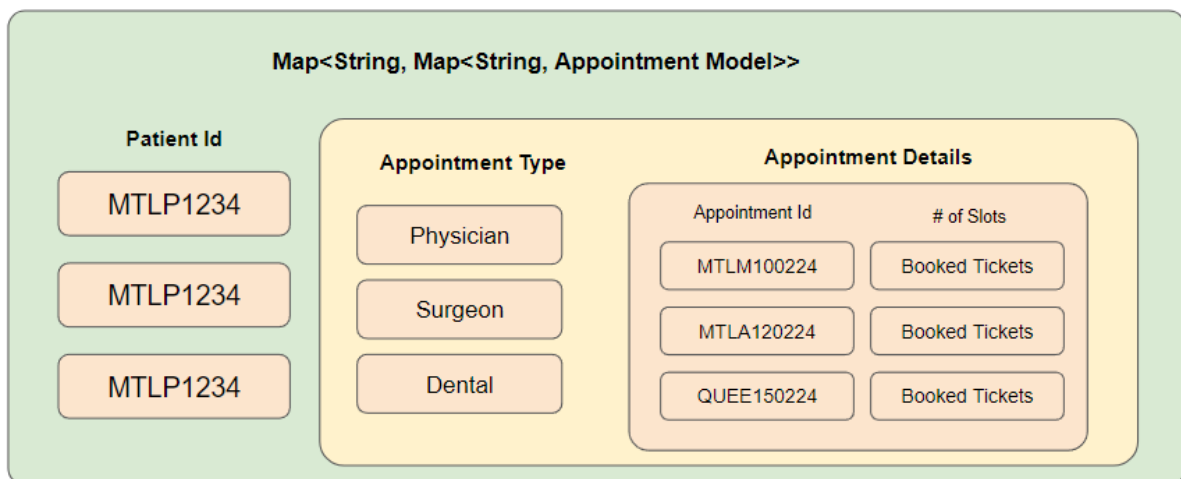 Map<String, Map<String, Appointment Model>>
Patient Id
MTLP1234
MTLP1234
MTLP1234
Appointment Type
Physician
Surgeon
Dental
Appointment Details
Appointment Id
# of Slots
MTLM100224
Booked Tickets
MTLA120224
Booked Tickets
QUEE150224
Booked Tickets